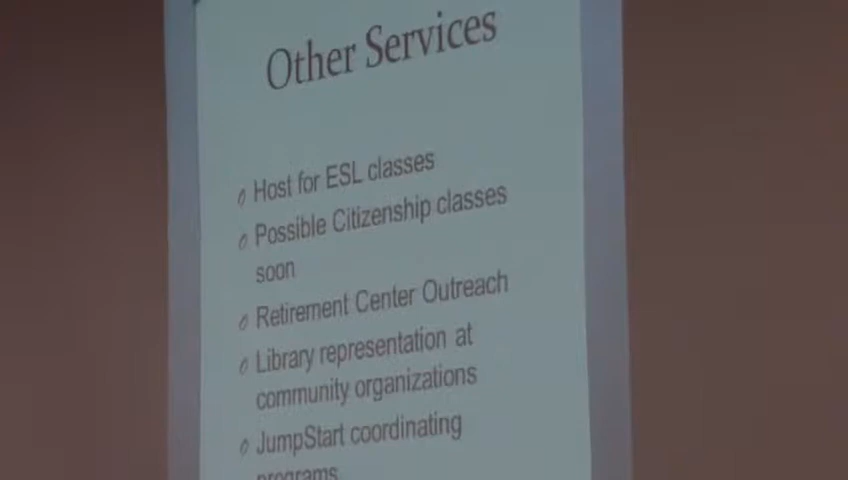 Other Services
Host for ESL classes
Possible Citizenship classes
soon
Retirement Center Outreach
Library representation at
community organizations
JumpStart coordinating
programs